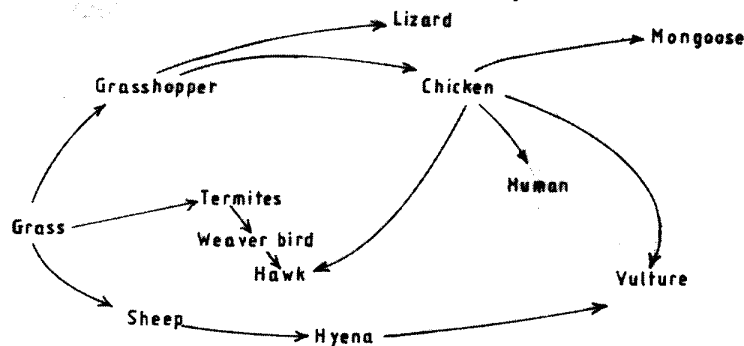 Lizard
Mongoose
Grasshopper
Chicken
Human
Termites
Grass
Weaver bird
Hawk
Vulture
Sheep
Hyena